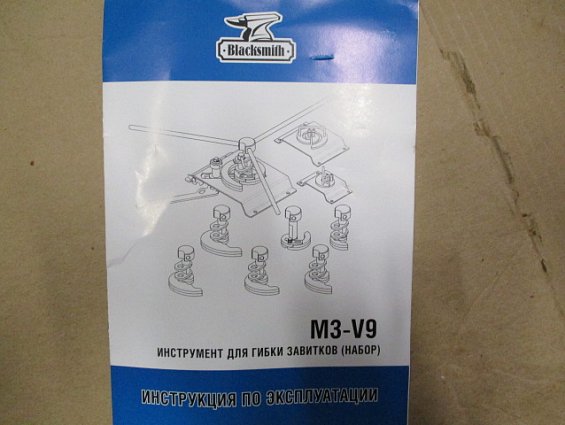 Blacksmith
M3-V9
ИНСТРУМЕНТ ДЛЯ ГИБКИ ЗАВИТКОВ (НАБОР)
ИНСТРУКЦИЯ ПО ЭКСПЛУАТАЦИИ